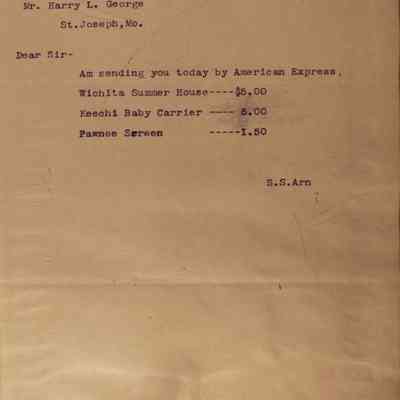 Mr. Harry L. George
St.Joseph,Mo.
Dear Sir-
Am sending you today by American Express,
Wichita Summer House----$5.00
Keechi Baby Carrier ---- 5.00
Pawnee Screen -----1.50
S.S.Arn